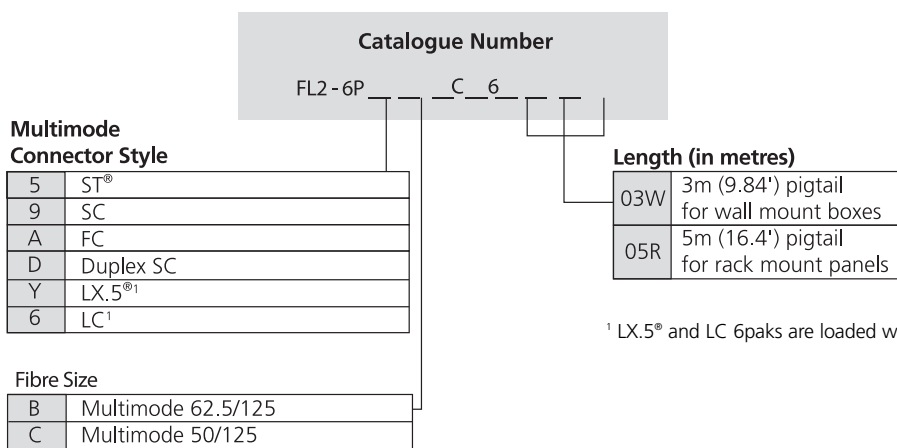 Catalogue Number
FL2 - 6P _ _ _ C _ 6 _ _ _
Multimode
Connector Style
5 ST®
9 SC
A FC
D Duplex SC
Y LX.5®¹
6 LC¹
Length (in metres)
03W 3m (9.84') pigtail
for wall mount boxes
05R 5m (16.4') pigtail
for rack mount panels
¹ LX.5® and LC 6paks are loaded w
Fibre Size
B Multimode 62.5/125
C Multimode 50/125